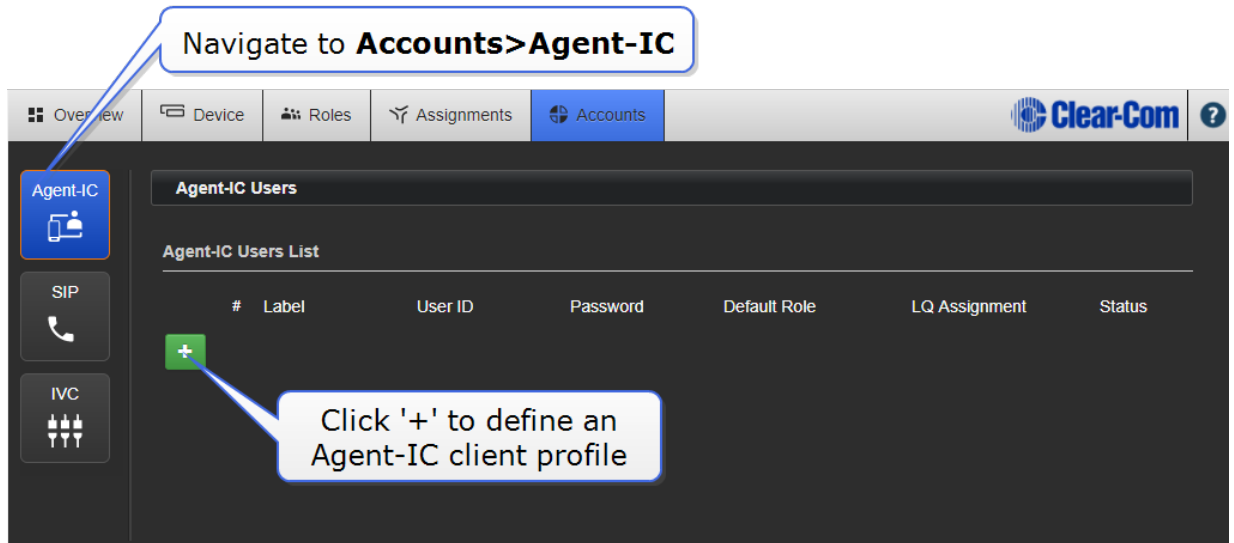 Navigate to Accounts>Agent-IC
Overview Device Roles Assignments Accounts Clear-Com ?
Agent-IC
Agent-IC Users
Agent-IC Users List
SIP
# Label User ID Password Default Role LQ Assignment Status
+
IVC
Click '+' to define an
Agent-IC client profile